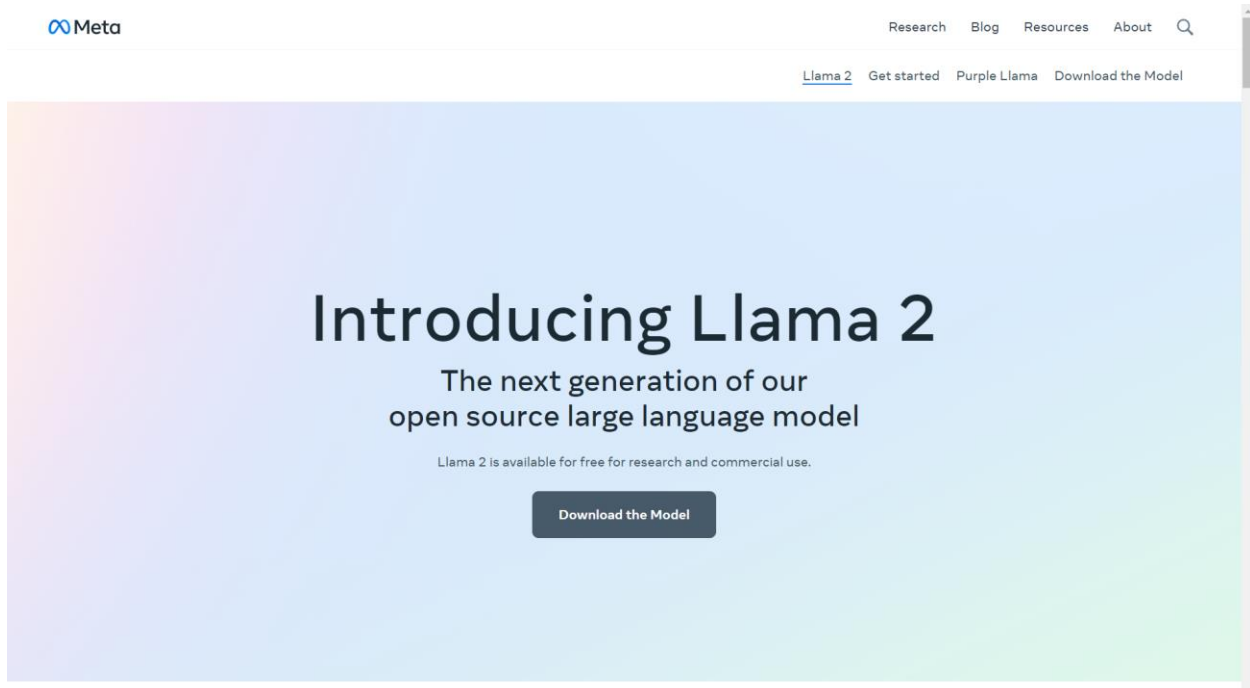 Meta
Research Blog Resources About
Llama 2 Get started Purple Llama Download the Model
Introducing Llama 2
The next generation of our
open source large language model
Llama 2 is available for free for research and commercial use.
Download the Model